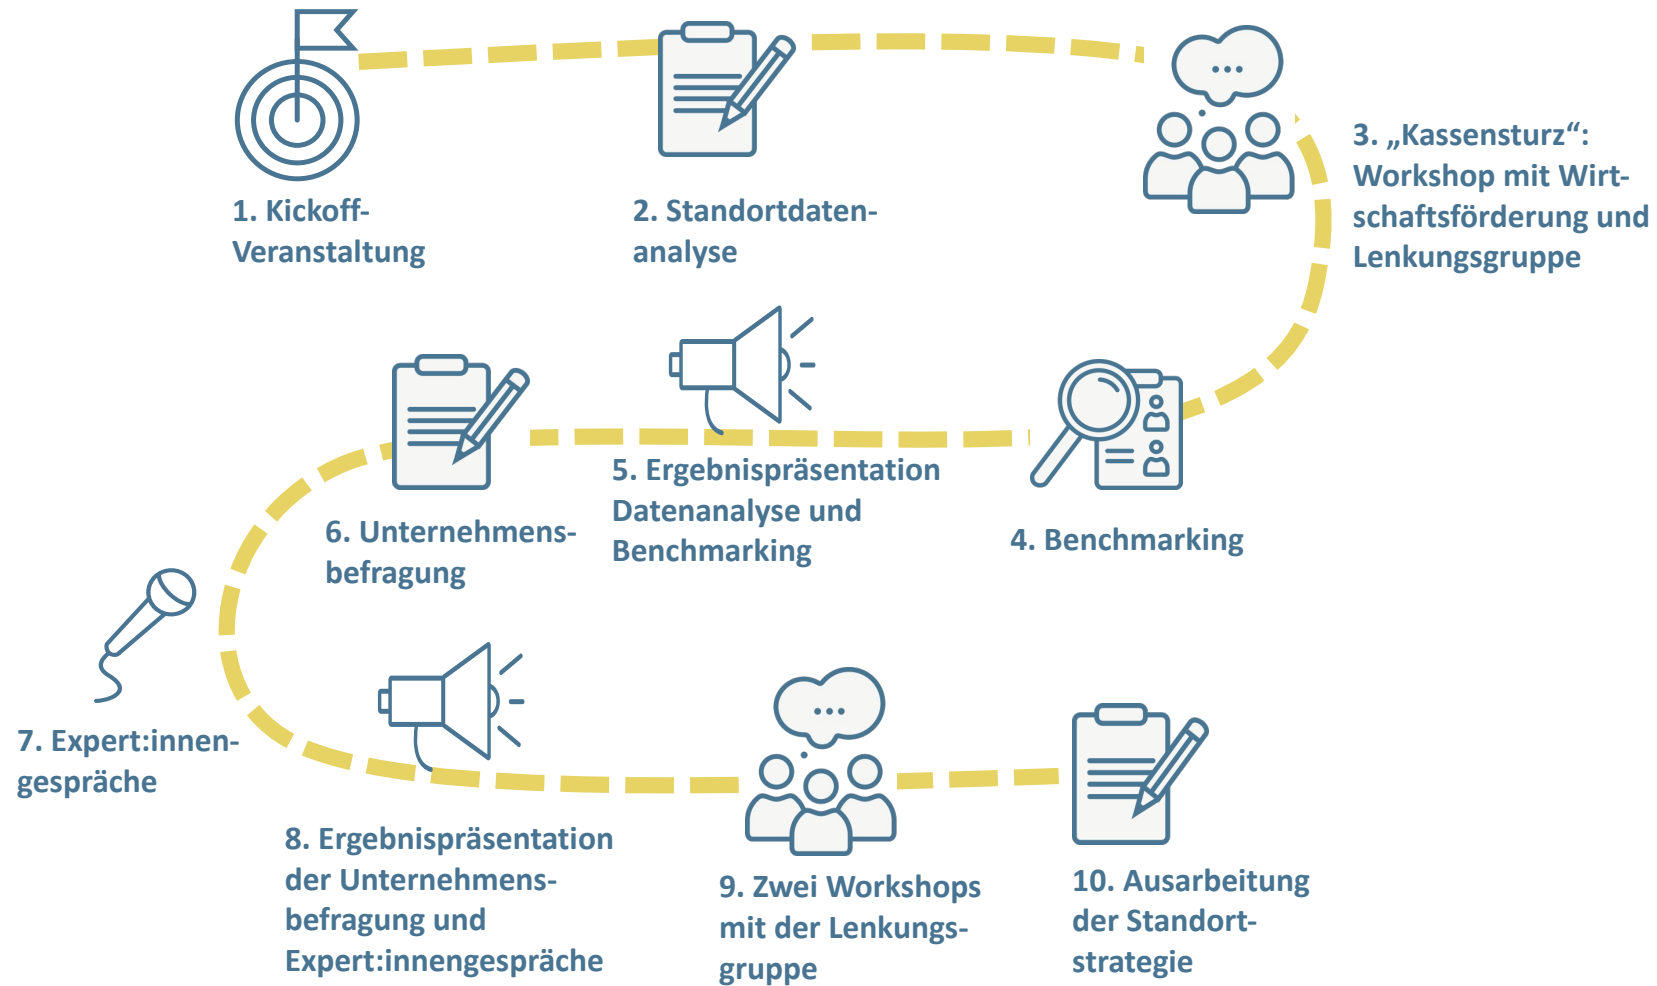 1. Kickoff-
Veranstaltung
2. Standortdaten-
analyse
3. „Kassensturz“:
Workshop mit Wirt-
schaftsförderung und
Lenkungsgruppe
4. Benchmarking
5. Ergebnispräsentation
Datenanalyse und
Benchmarking
6. Unternehmens-
befragung
7. Expert:innen-
gespräche
8. Ergebnispräsentation
der Unternehmens-
befragung und
Expert:innengespräche
9. Zwei Workshops
mit der Lenkungs-
gruppe
10. Ausarbeitung
der Standort-
strategie